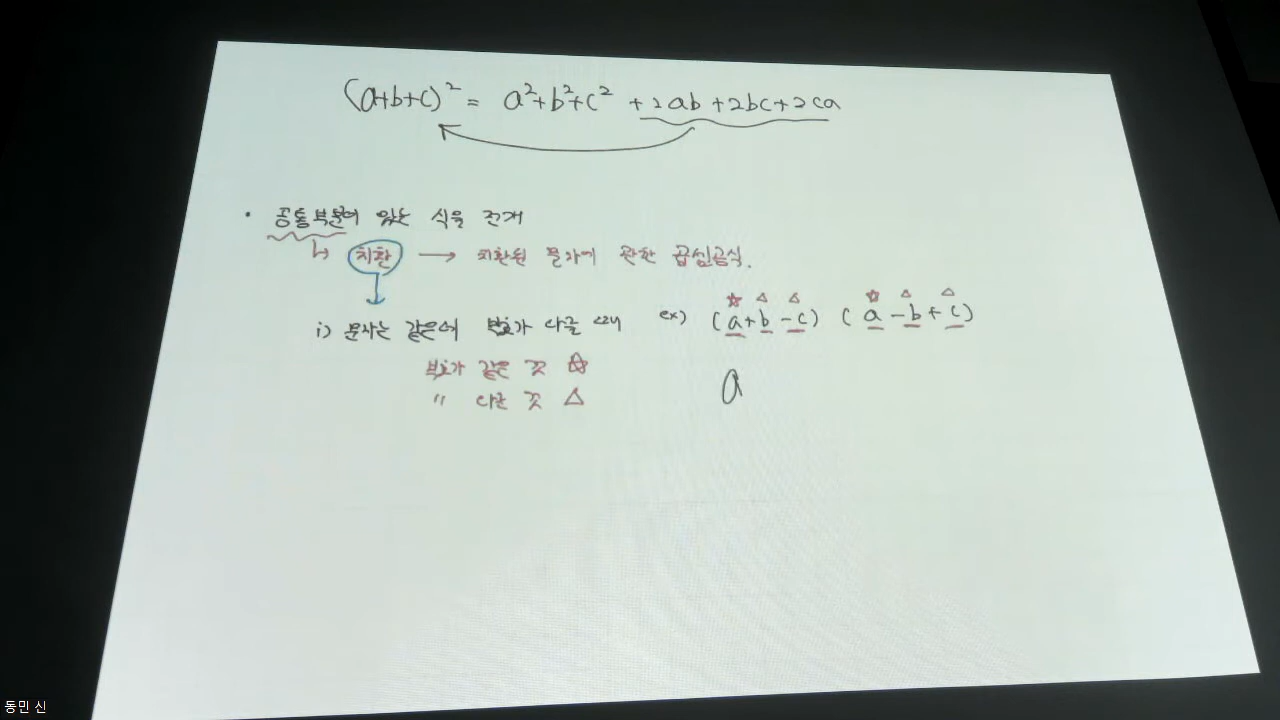 (a+b+c)² = a²+b²+c² +2ab +2bc+2ca
• 공통부분이 있는 식을 전개
↳ 치환 → 치환된 문자에 관한 곱셈공식.
i) 문자는 같은데 부호가 다를 때 ex) (a+b-c) (a-b+c)
☆ △ △ ☆ △ △
부호가 같은 것 ☆
〃 다른 것 △
a
동민 신